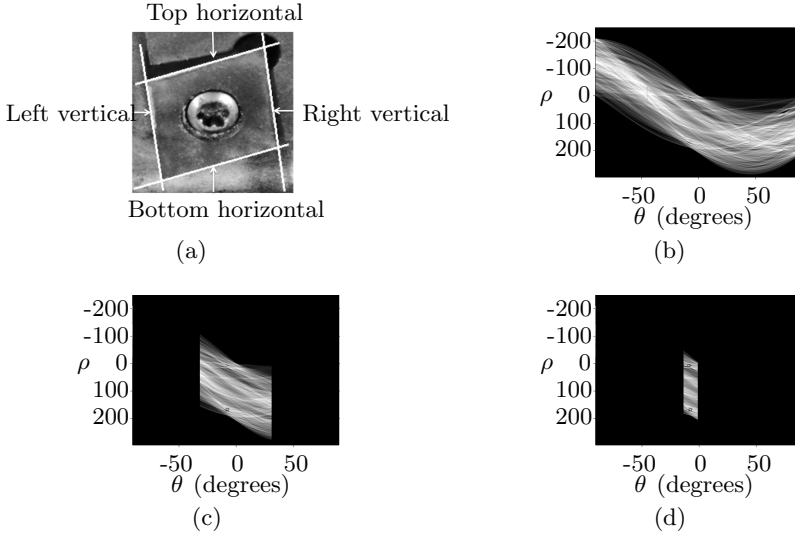 Top horizontal
Left vertical
Right vertical
Bottom horizontal
(a)
-200
-100
ρ 0
100
200
-50 0 50
θ (degrees)
(b)
-200
-100
ρ 0
100
200
-50 0 50
θ (degrees)
(c)
-200
-100
ρ 0
100
200
-50 0 50
θ (degrees)
(d)